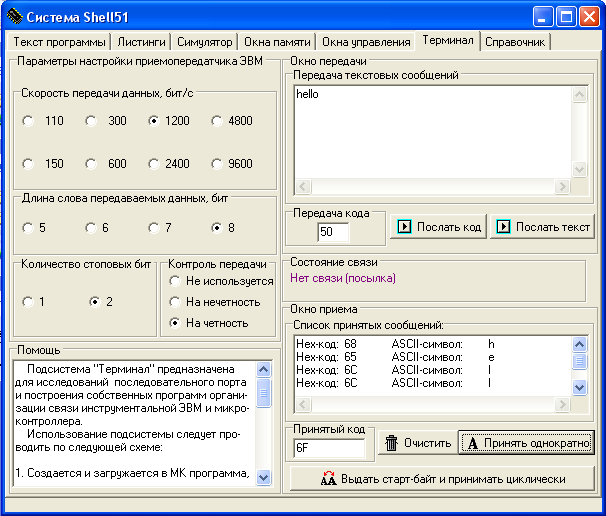 Система Shell51
Текст программы Листинги Симулятор Окна памяти Окна управления Терминал Справочник
Параметры настройки приемопередатчика ЭВМ
Скорость передачи данных, бит/с
110 300 1200 4800
150 600 2400 9600
Длина слова передаваемых данных, бит
5 6 7 8
Количество стоповых бит
1 2
Контроль передачи
Не используется
На нечетность
На четность
Помощь
Подсистема "Терминал" предназначена
для исследований последовательного порта
и построения собственных программ органи-
зации связи инструментальной ЭВМ и микро-
контроллера.
Использование подсистемы следует про-
водить по следующей схеме:
1. Создается и загружается в МК программа,
Окно передачи
Передача текстовых сообщений
hello
Передача кода
50
Послать код
Послать текст
Состояние связи
Нет связи (посылка)
Окно приема
Список принятых сообщений:
Hex-код: 68 ASCII-символ: h
Hex-код: 65 ASCII-символ: e
Hex-код: 6C ASCII-символ: l
Hex-код: 6C ASCII-символ: l
Принятый код
6F
Очистить
Принять однократно
Выдать старт-байт и принимать циклически